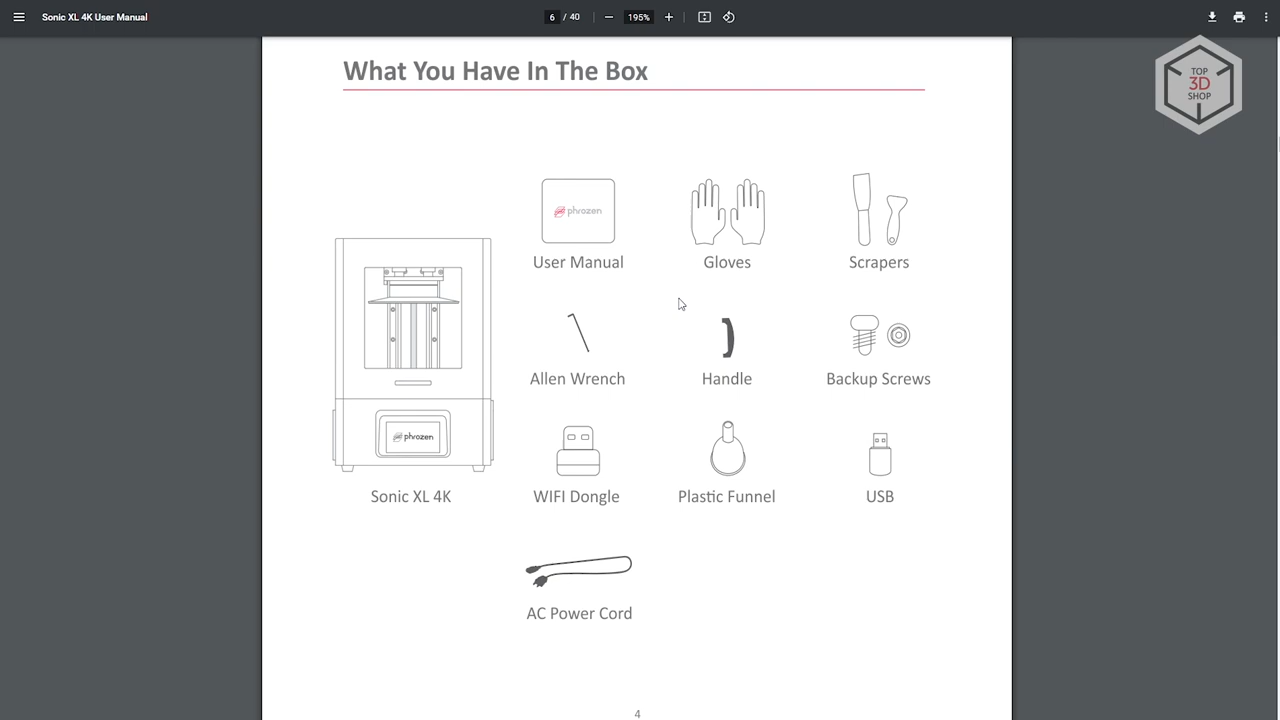 Sonic XL 4K User Manual
6 / 40
195%
TOP
3D
SHOP
What You Have In The Box
phrozen
User Manual
Gloves
Scrapers
Allen Wrench
Handle
Backup Screws
phrozen
Sonic XL 4K
WIFI Dongle
Plastic Funnel
USB
AC Power Cord
4